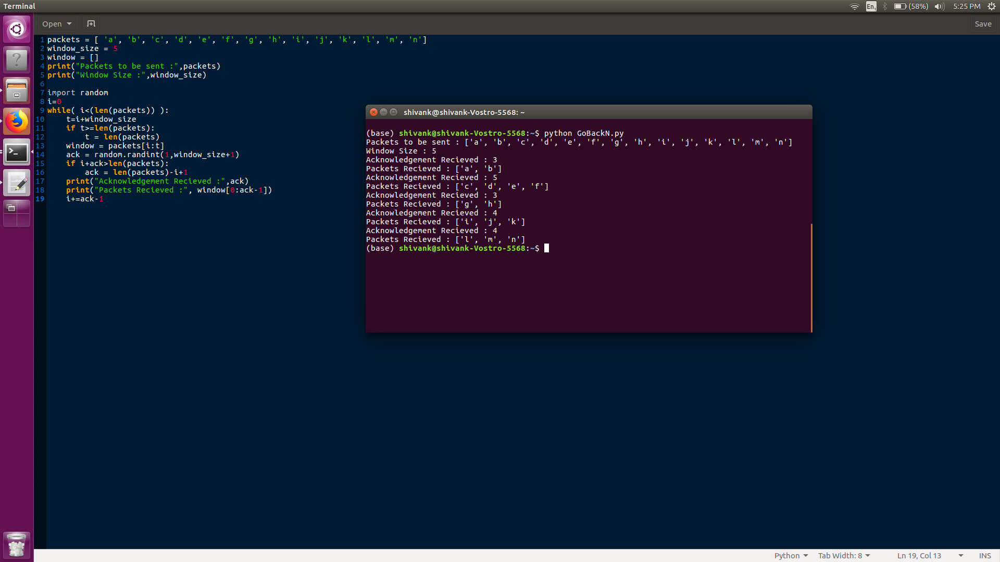 Terminal
En1
(58%)
5:25 PM
Open
Save
1 packets = [ 'a', 'b', 'c', 'd', 'e', 'f', 'g', 'h', 'i', 'j', 'k', 'l', 'm', 'n']
2 window_size = 5
3 window = []
4 print("Packets to be sent :",packets)
5 print("Window Size :",window_size)
6
7 import random
8 i=0
9 while( i<(len(packets)) ):
10     t=i+window_size
11     if t>=len(packets):
12         t = len(packets)
13     window = packets[i:t]
14     ack = random.randint(1,window_size+1)
15     if i+ack>len(packets):
16         ack = len(packets)-i+1
17     print("Acknowledgement Recieved :",ack)
18     print("Packets Recieved :", window[0:ack-1])
19     i+=ack-1
shivank@shivank-Vostro-5568: ~
(base) shivank@shivank-Vostro-5568:~$ python GoBackN.py
Packets to be sent : ['a', 'b', 'c', 'd', 'e', 'f', 'g', 'h', 'i', 'j', 'k', 'l', 'm', 'n']
Window Size : 5
Acknowledgement Recieved : 3
Packets Recieved : ['a', 'b']
Acknowledgement Recieved : 5
Packets Recieved : ['c', 'd', 'e', 'f']
Acknowledgement Recieved : 3
Packets Recieved : ['g', 'h']
Acknowledgement Recieved : 4
Packets Recieved : ['i', 'j', 'k']
Acknowledgement Recieved : 4
Packets Recieved : ['l', 'm', 'n']
(base) shivank@shivank-Vostro-5568:~$
Python
Tab Width: 8
Ln 19, Col 13
INS